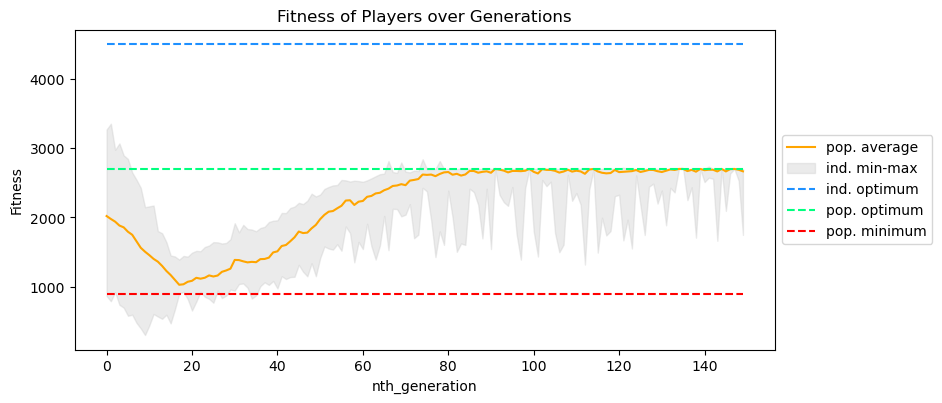 Fitness of Players over Generations
Fitness
4000
3000
2000
1000
0 20 40 60 80 100 120 140
nth_generation
pop. average
ind. min-max
ind. optimum
pop. optimum
pop. minimum